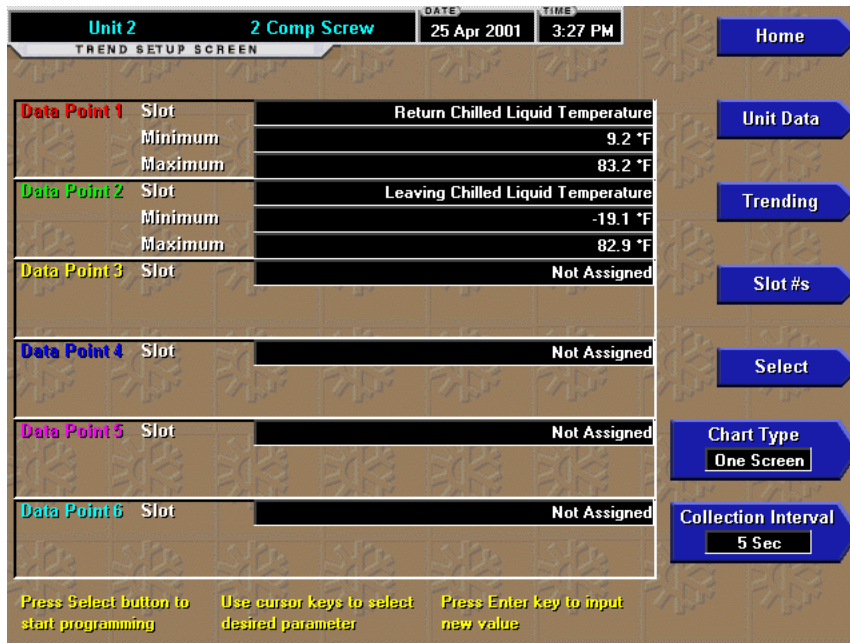 Unit 2 2 Comp Screw DATE 25 Apr 2001 TIME 3:27 PM
TREND SETUP SCREEN
Home
Data Point 1 Slot Return Chilled Liquid Temperature
Minimum 9.2 °F
Maximum 83.2 °F
Unit Data
Data Point 2 Slot Leaving Chilled Liquid Temperature
Minimum -19.1 °F
Maximum 82.9 °F
Trending
Data Point 3 Slot Not Assigned
Slot #s
Data Point 4 Slot Not Assigned
Select
Data Point 5 Slot Not Assigned
Chart Type
One Screen
Data Point 6 Slot Not Assigned
Collection Interval
5 Sec
Press Select button to
start programming
Use cursor keys to select
desired parameter
Press Enter key to input
new value